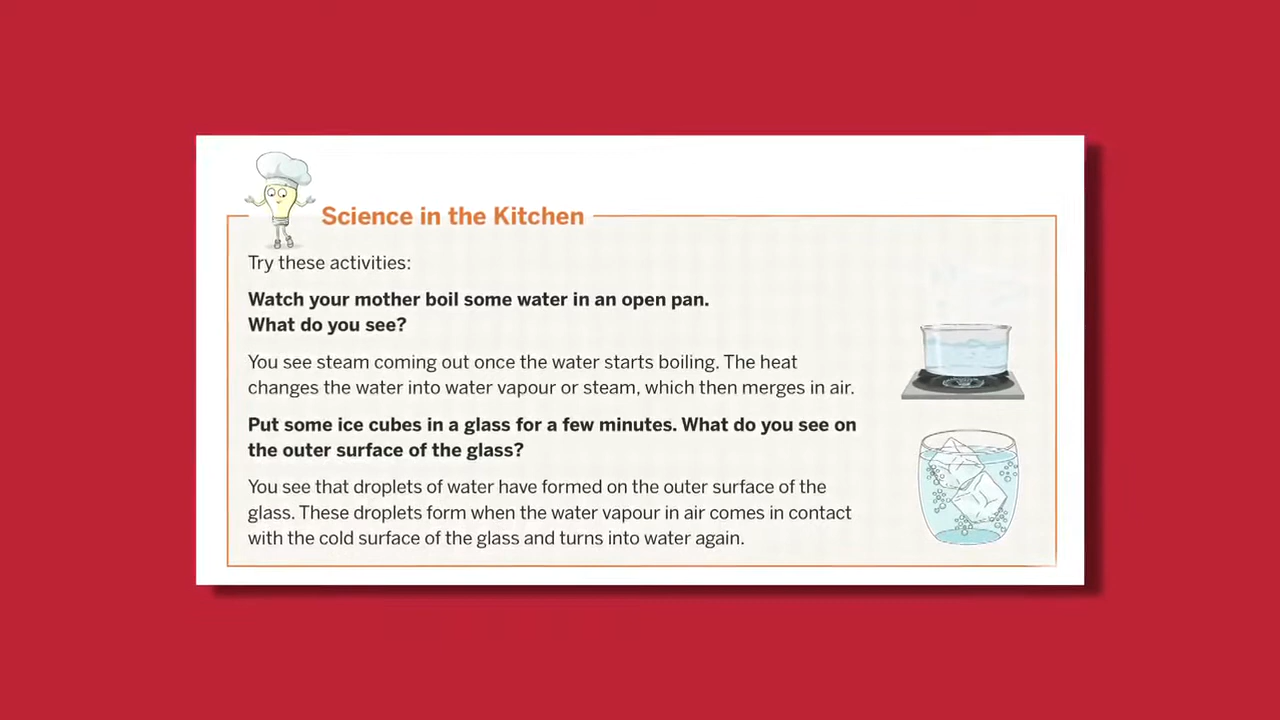 Science in the Kitchen
Try these activities:
Watch your mother boil some water in an open pan.
What do you see?
You see steam coming out once the water starts boiling. The heat
changes the water into water vapour or steam, which then merges in air.
Put some ice cubes in a glass for a few minutes. What do you see on
the outer surface of the glass?
You see that droplets of water have formed on the outer surface of the
glass. These droplets form when the water vapour in air comes in contact
with the cold surface of the glass and turns into water again.